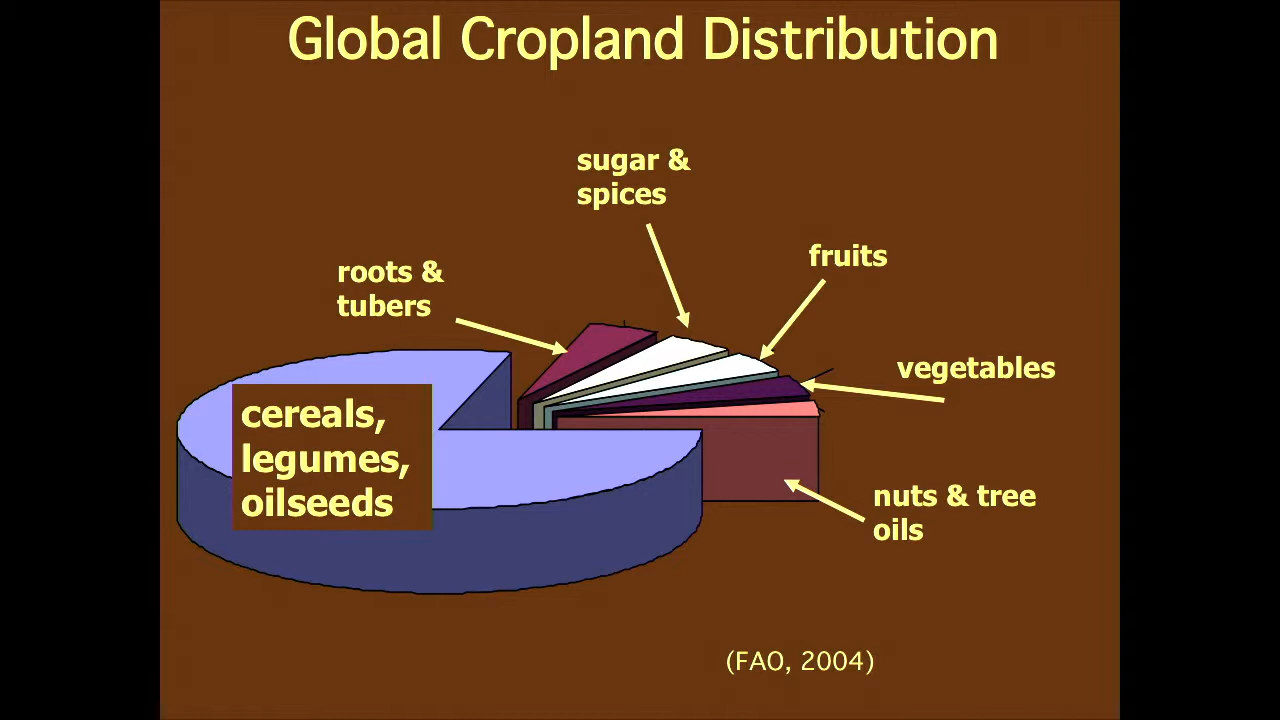 Global Cropland Distribution
sugar &
spices
fruits
roots &
tubers
vegetables
cereals,
legumes,
oilseeds
nuts & tree
oils
(FAO, 2004)